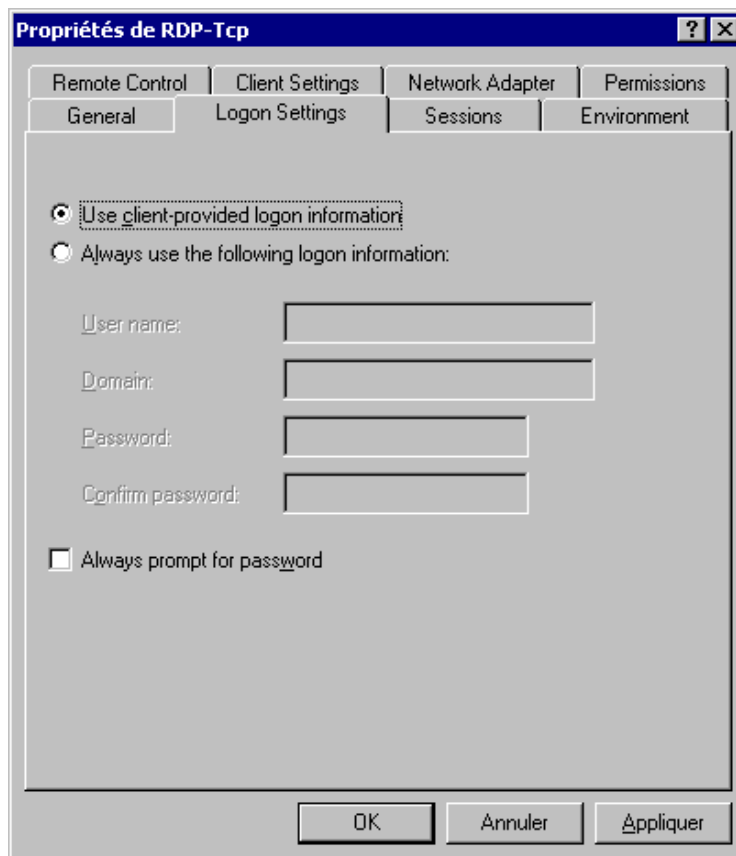 Propriétés de RDP-Tcp
Remote Control Client Settings Network Adapter Permissions
General Logon Settings Sessions Environment
Use client-provided logon information
Always use the following logon information:
User name:
Domain:
Password:
Confirm password:
Always prompt for password
OK Annuler Appliquer